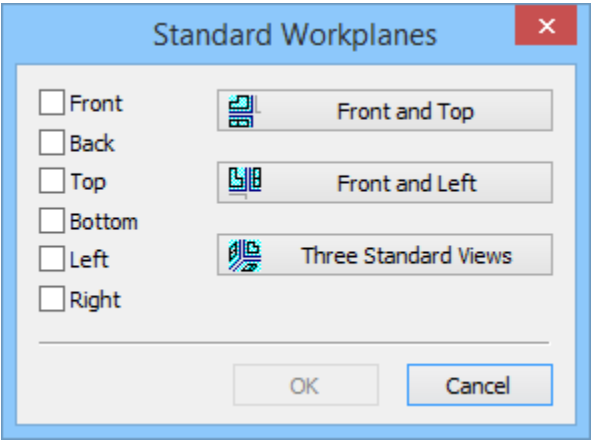 Standard Workplanes
Front
Back
Top
Bottom
Left
Right
Front and Top
Front and Left
Three Standard Views
OK
Cancel